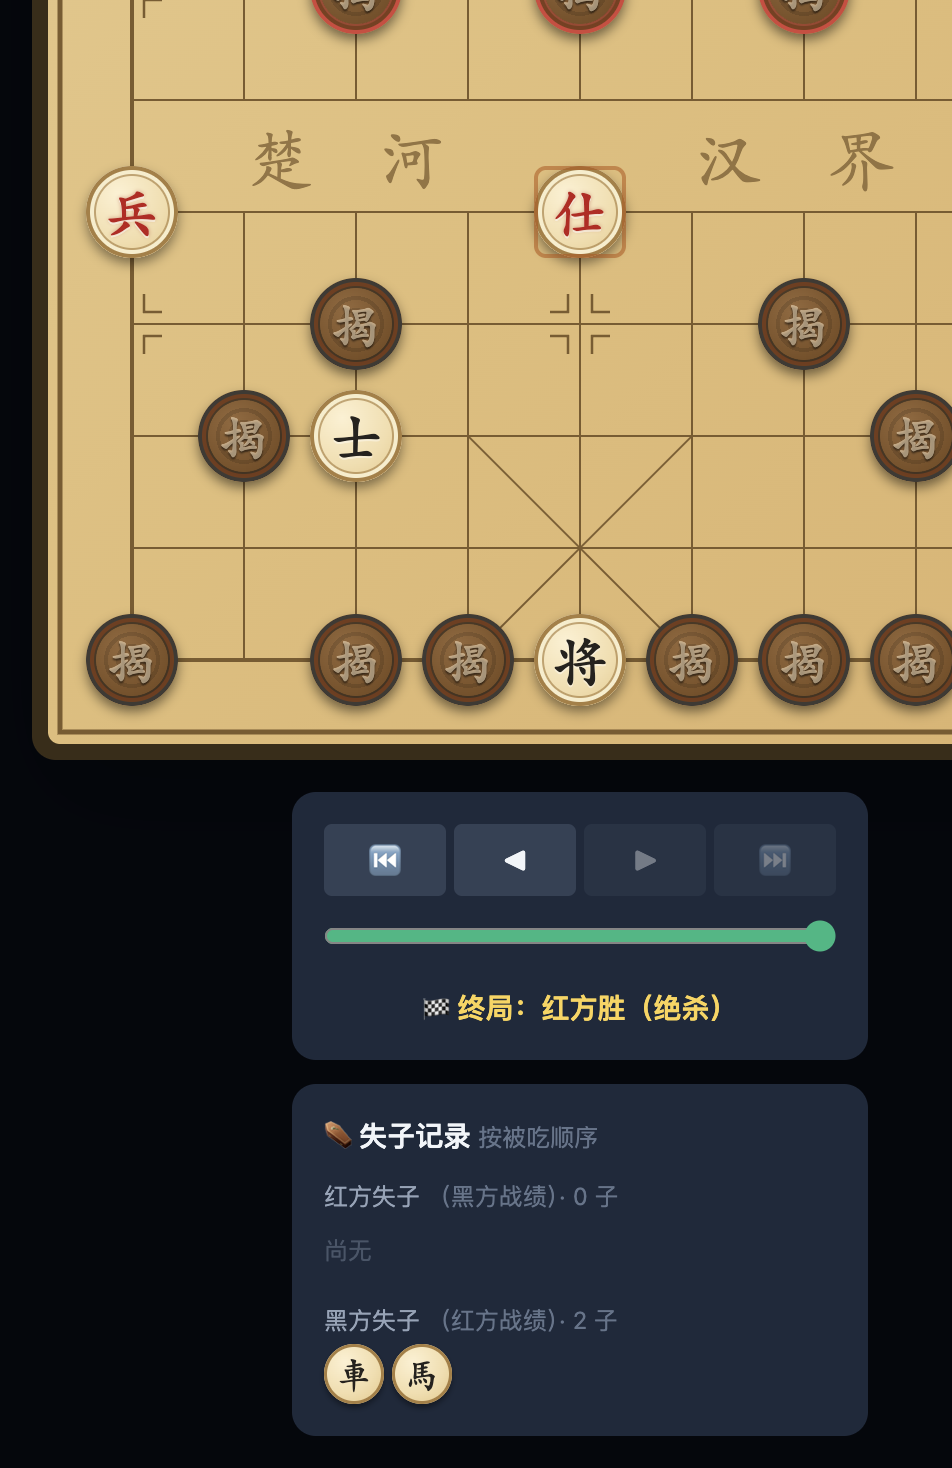 揭 揭 揭
楚 河 汉 界
兵 仕
揭 揭
揭 士 揭
揭 揭 揭 将 揭 揭 揭
终局：红方胜（绝杀）
失子记录 按被吃顺序
红方失子 （黑方战绩）· 0 子
尚无
黑方失子 （红方战绩）· 2 子
車 馬